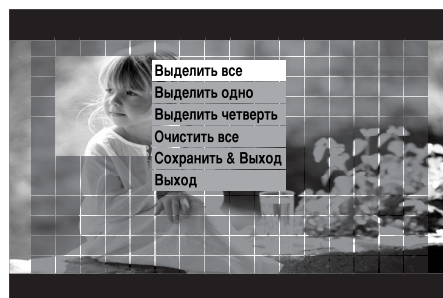 Выделить все
Выделить одно
Выделить четверть
Очистить все
Сохранить & Выход
Выход